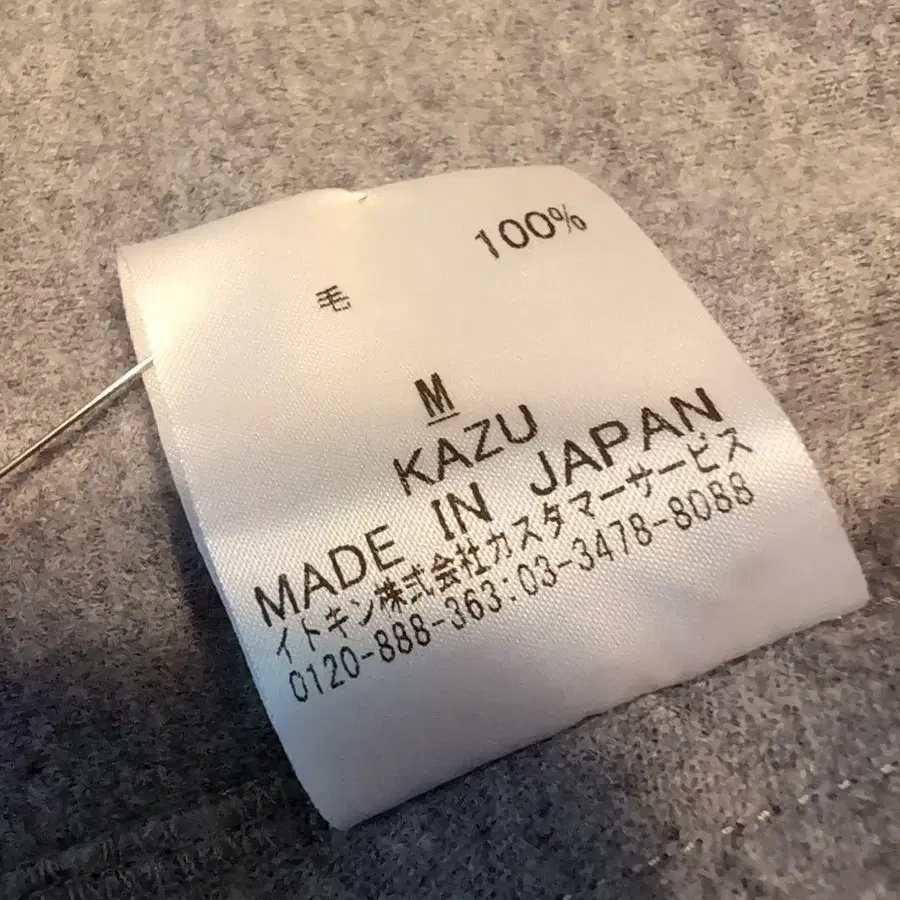 毛 100%
M
KAZU
MADE IN JAPAN
イトキン株式会社カスタマーサービス
0120-888-363:03-3478-8088